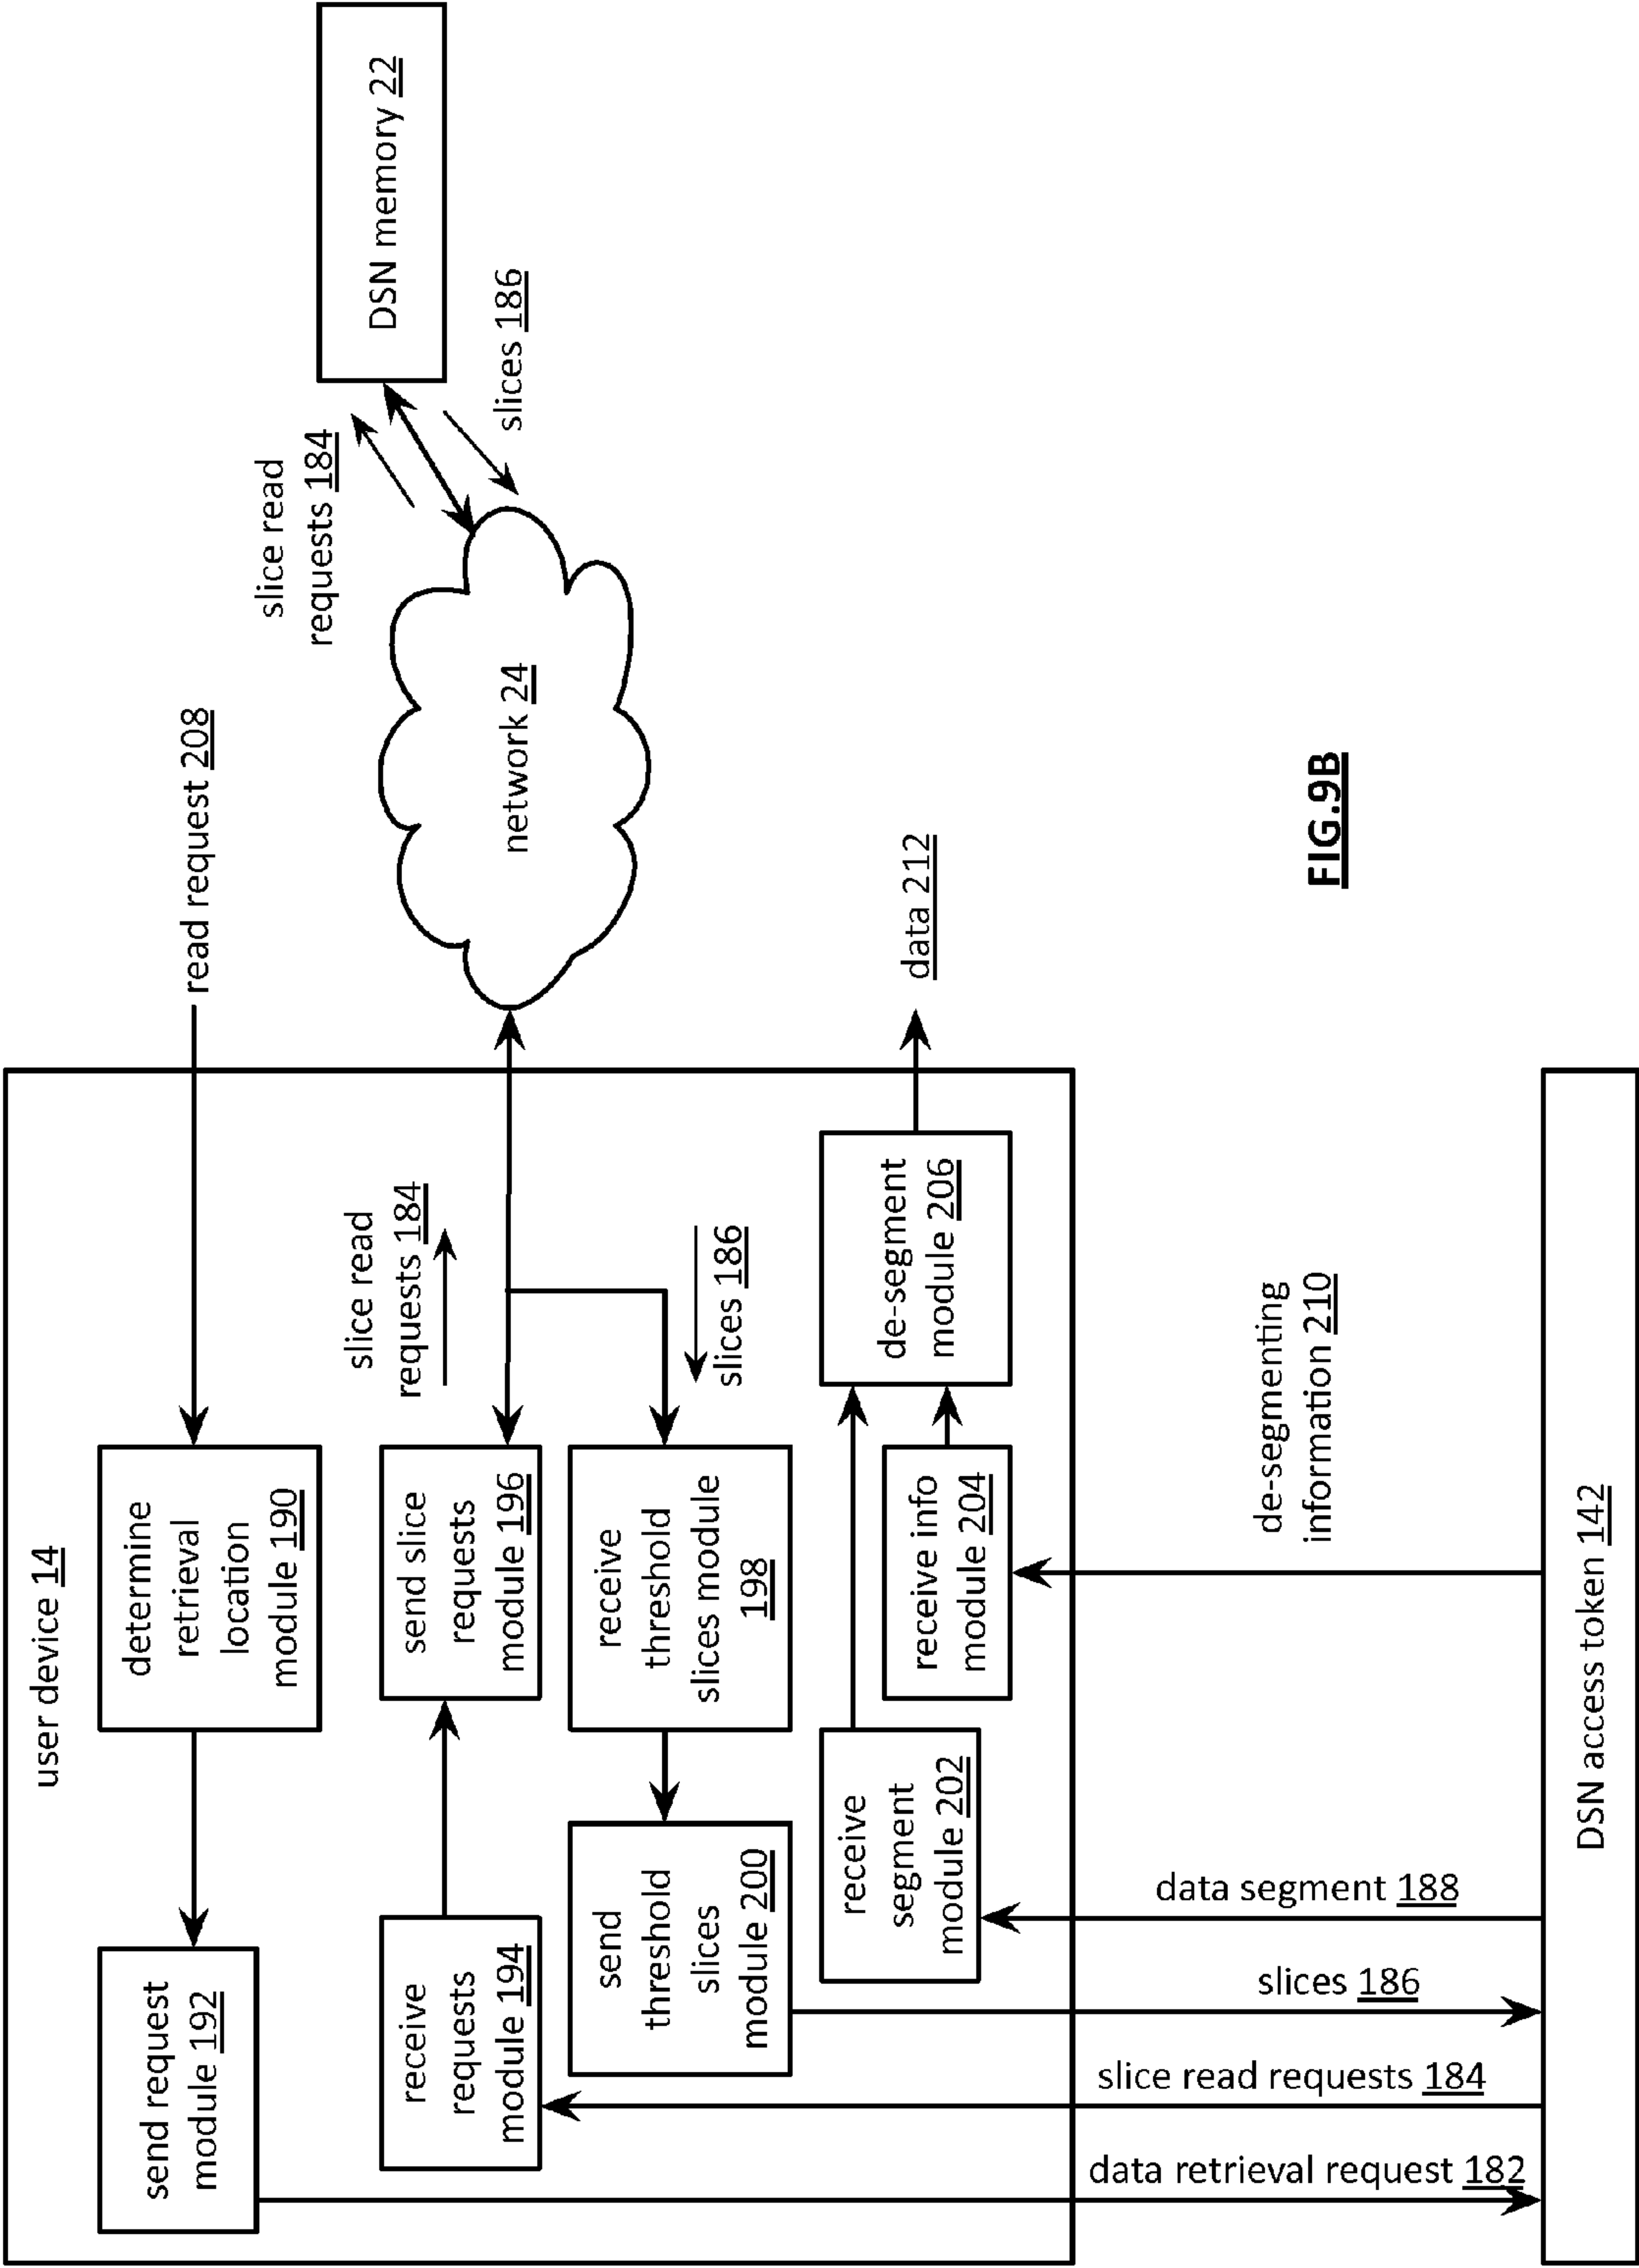 user device 14
send request
module 192
determine
retrieval
location
module 190
read request 208
receive
requests
module 194
send slice
requests
module 196
slice read
requests 184
network 24
slice read
requests 184
slices 186
DSN memory 22
send
threshold
slices
module 200
receive
threshold
slices module
198
slices 186
receive
segment
module 202
receive info
module 204
de-segment
module 206
data 212
data retrieval request 182
slice read requests 184
slices 186
data segment 188
de-segmenting
information 210
DSN access token 142
FIG.9B